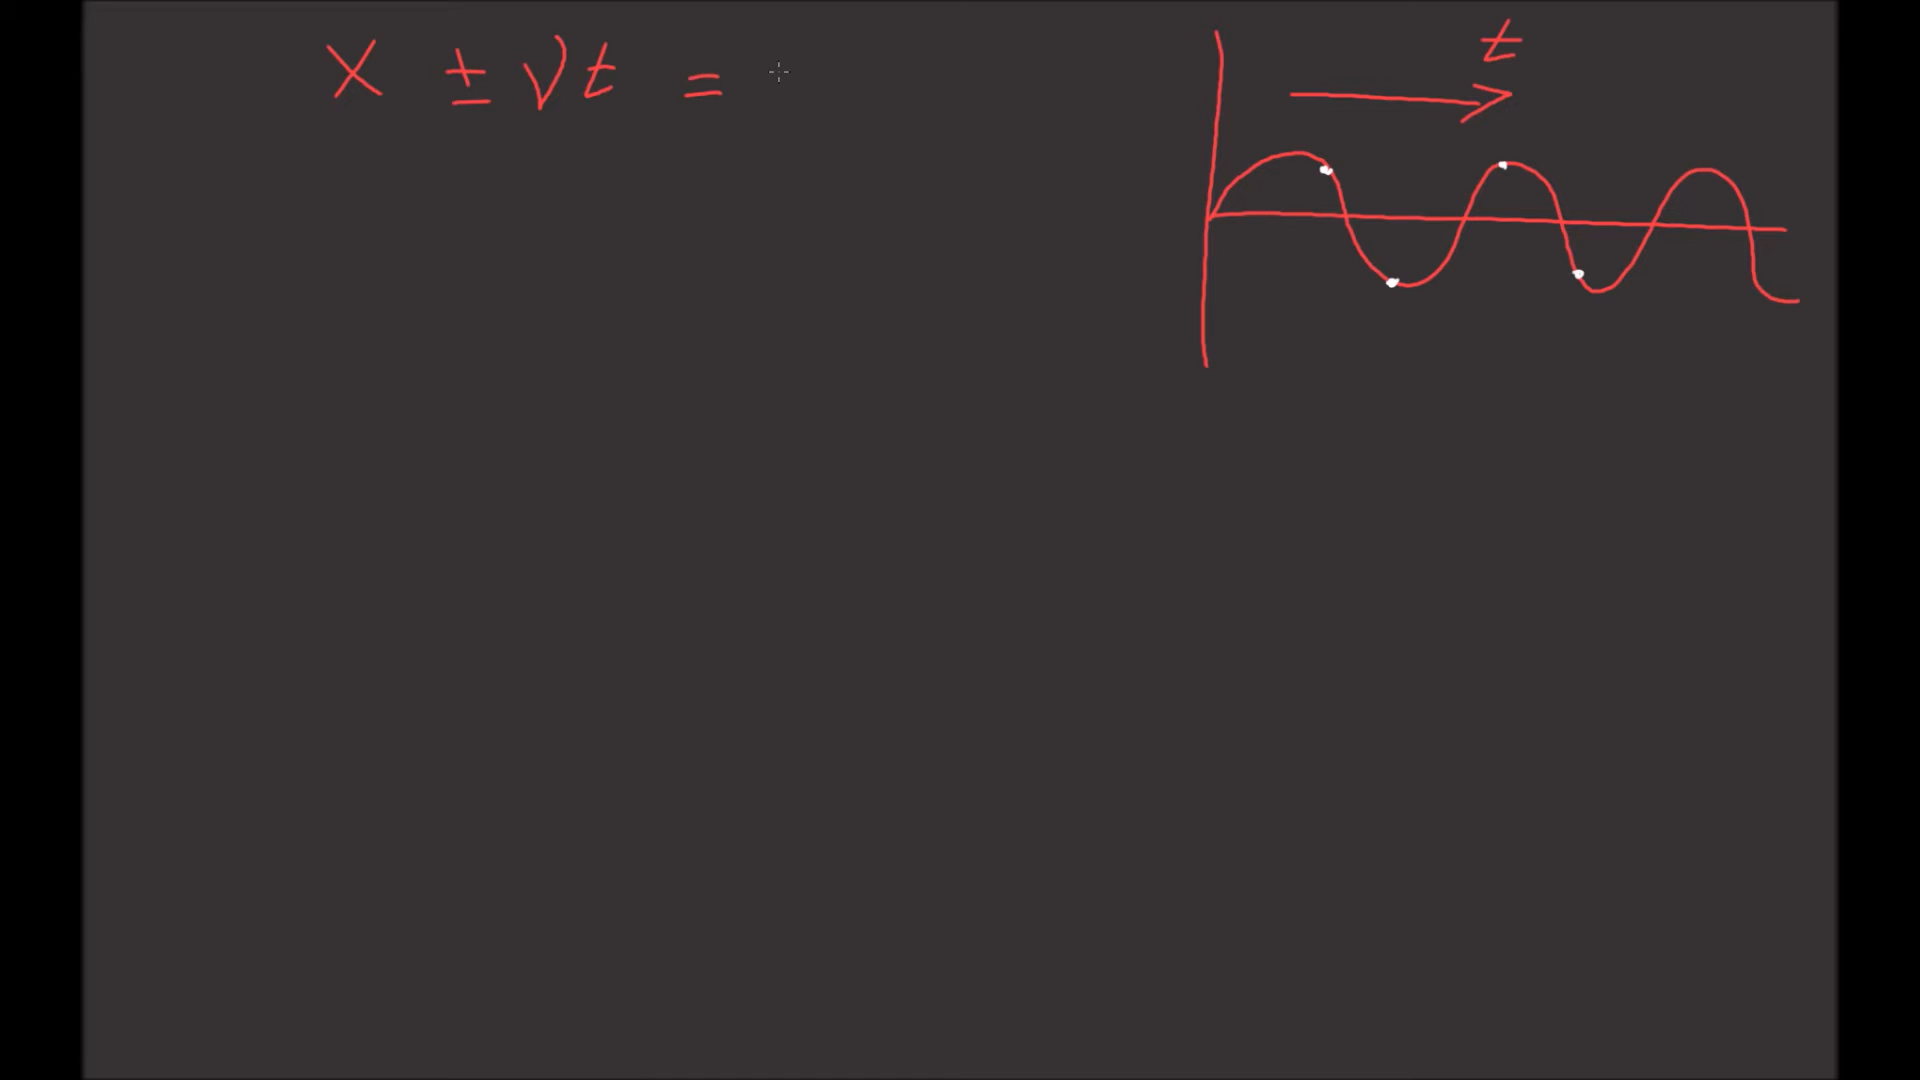 X ± vt =
t